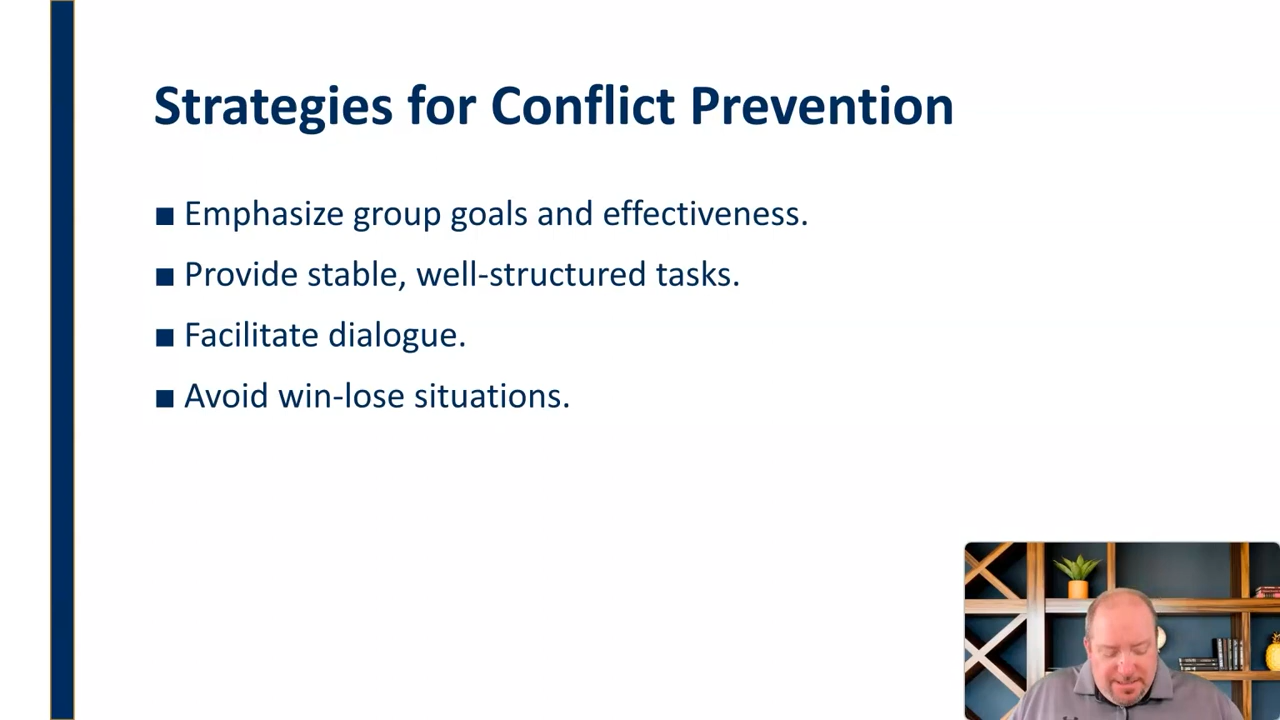 Strategies for Conflict Prevention
■ Emphasize group goals and effectiveness.
■ Provide stable, well-structured tasks.
■ Facilitate dialogue.
■ Avoid win-lose situations.